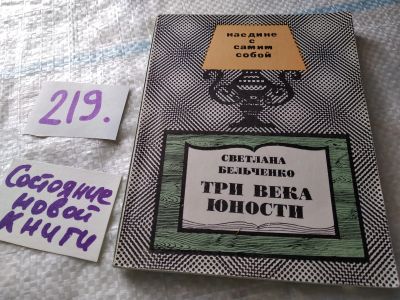 наедине
с
самим
собой
219.
СВЕТЛАНА
БЕЛЬЧЕНКО
ТРИ ВЕКА
ЮНОСТИ
Состояние
новой
книги